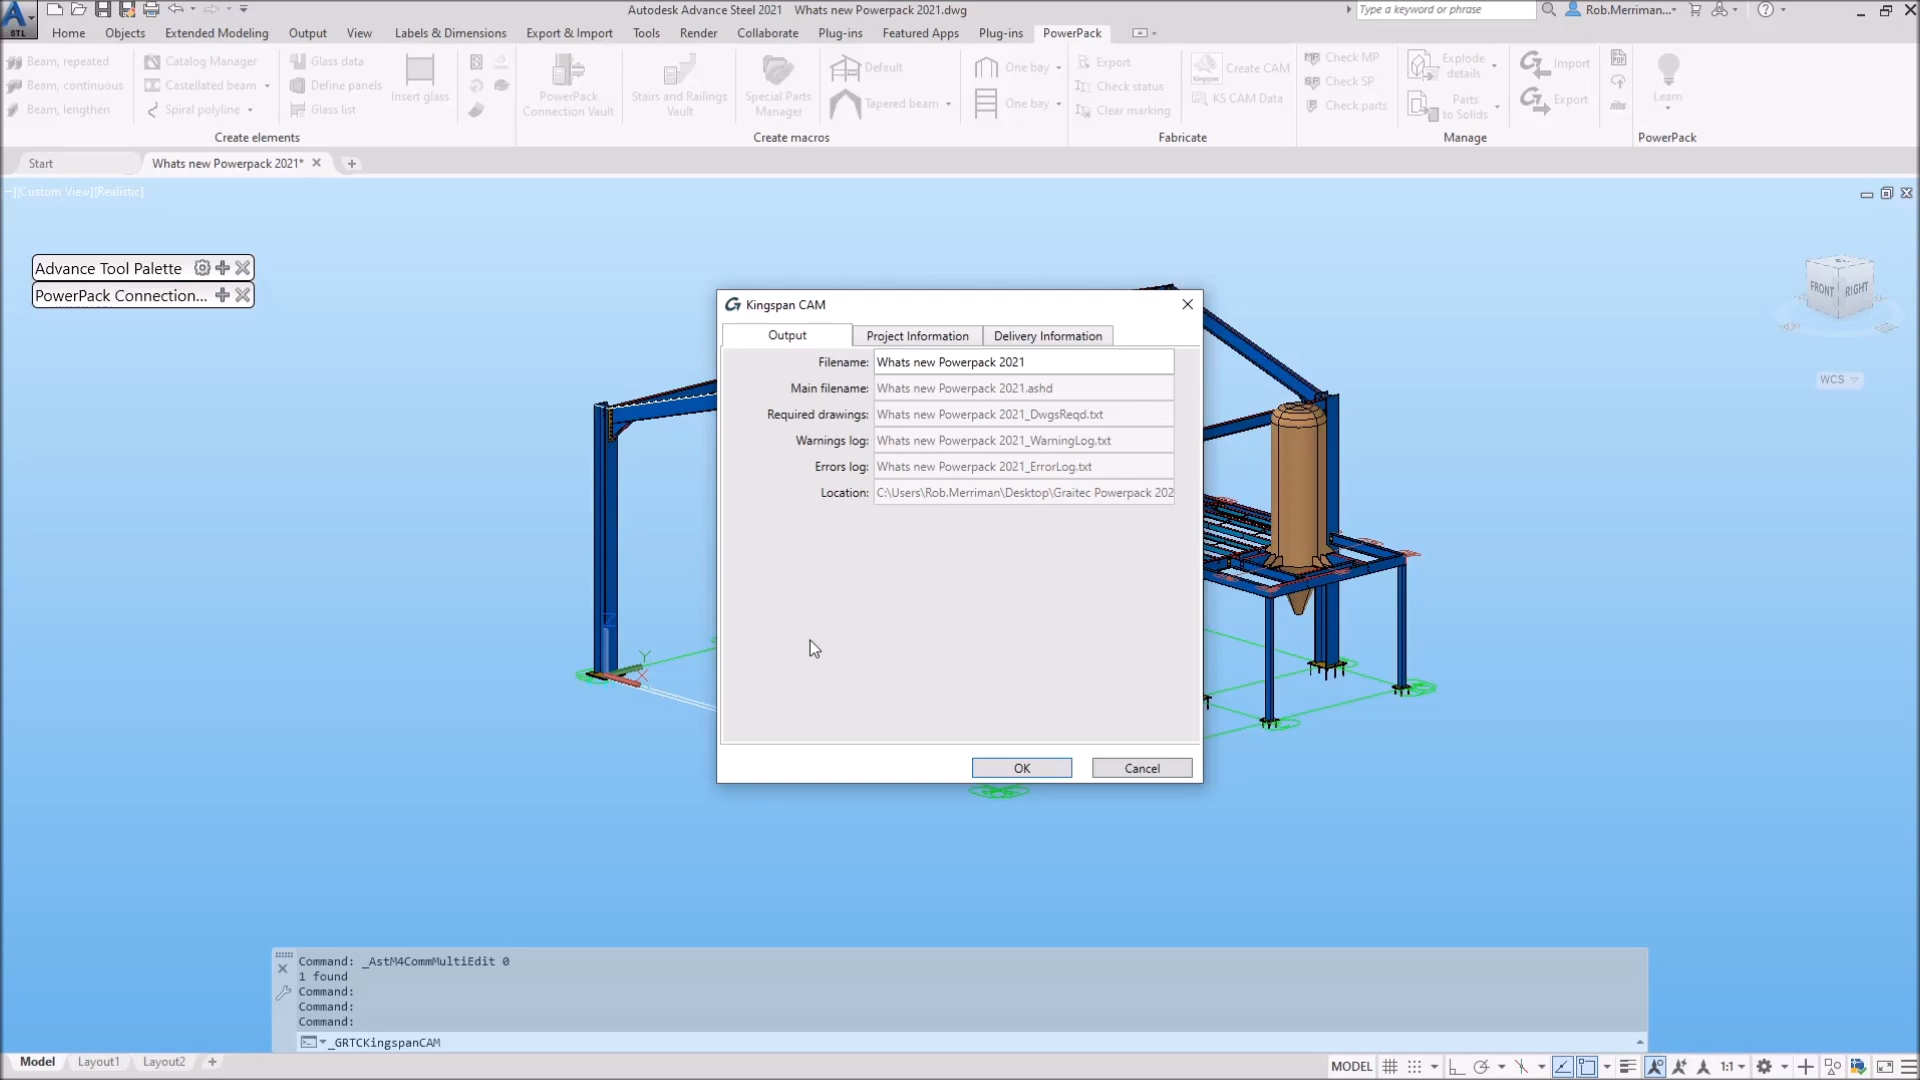 Autodesk Advance Steel 2021 Whats new Powerpack 2021.dwg
Type a keyword or phrase
Rob.Merriman...
STL
Home Objects Extended Modeling Output View Labels & Dimensions Export & Import Tools Render Collaborate Plug-ins Featured Apps Plug-ins PowerPack
Beam, repeated
Beam, continuous
Beam, lengthen
Catalog Manager
Castellated beam
Spiral polyline
Glass data
Define panels
Glass list
Insert glass
Create elements
PowerPack
Connection Vault
Stairs and Railings
Vault
Special Parts
Manager
Default
Tapered beam
One bay
One bay
Create macros
Export
Check status
Clear marking
Kingspan
Create CAM
KS CAM Data
Fabricate
Check MP
Check SP
Check parts
Explode
details
Parts
to Solids
Manage
Import
Export
Learn
PowerPack
Start
Whats new Powerpack 2021*
[Custom View][Realistic]
Advance Tool Palette
PowerPack Connection...
FRONT RIGHT
WCS
Kingspan CAM
Output Project Information Delivery Information
Filename: Whats new Powerpack 2021
Main filename: Whats new Powerpack 2021.ashd
Required drawings: Whats new Powerpack 2021_DwgsReqd.txt
Warnings log: Whats new Powerpack 2021_WarningLog.txt
Errors log: Whats new Powerpack 2021_ErrorLog.txt
Location: C:\Users\Rob.Merriman\Desktop\Graitec Powerpack 202
OK Cancel
Y
X
Z
Command: _AstM4CommMultiEdit 0
1 found
Command:
Command:
Command:
_GRTCKingspanCAM
Model Layout1 Layout2
MODEL
1:1